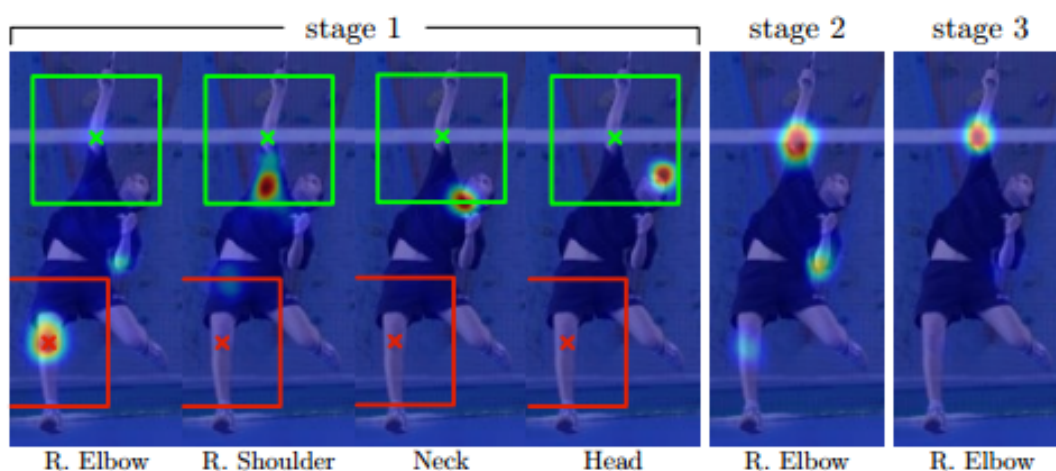 stage 1 stage 2 stage 3
R. Elbow R. Shoulder Neck Head R. Elbow R. Elbow